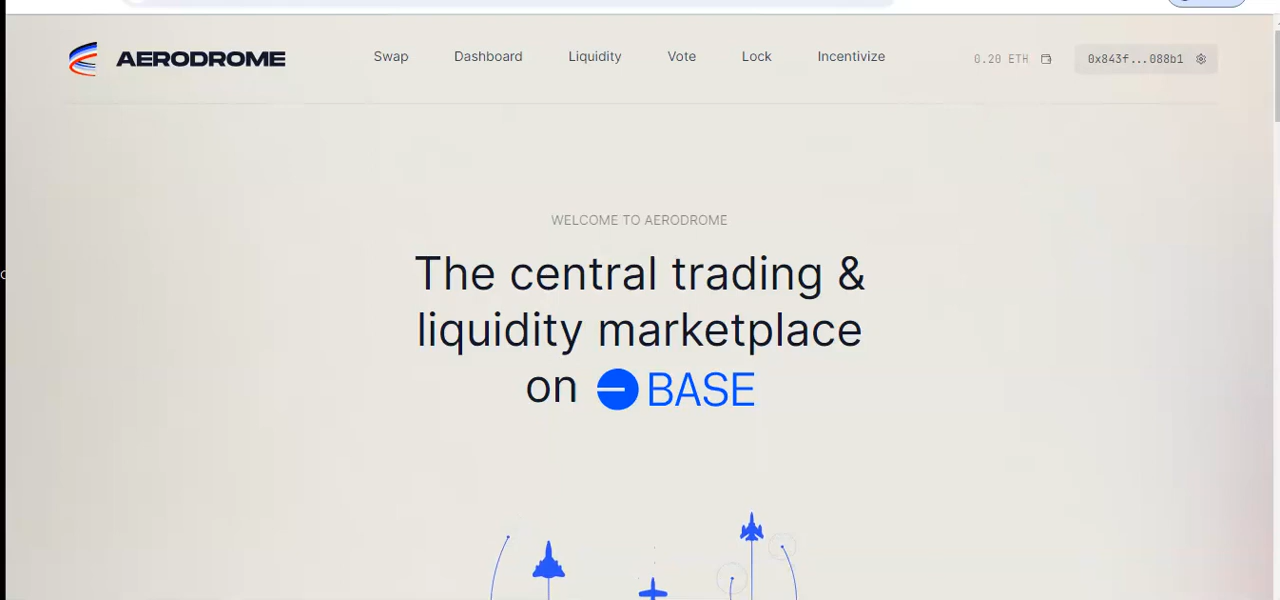 AERODROME
Swap Dashboard Liquidity Vote Lock Incentivize 0.20 ETH 0x843f...088b1
WELCOME TO AERODROME
The central trading &
liquidity marketplace
on BASE